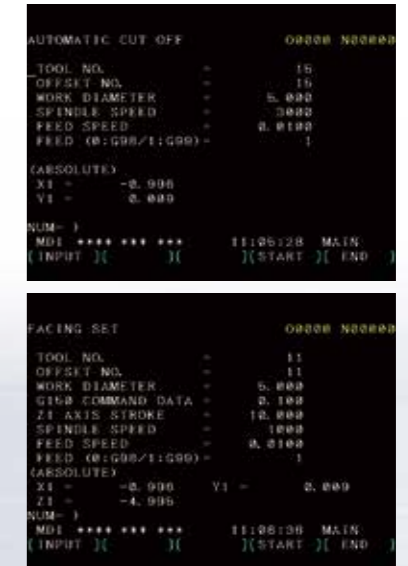 AUTOMATIC CUT OFF O0000 N00000
TOOL NO. = 15
OFFSET NO. = 15
WORK DIAMETER = 5.000
SPINDLE SPEED = 3000
FEED SPEED = 0.0100
FEED (0:G98/1:G99)= 1
(ABSOLUTE)
X1 = -0.996
Y1 = 0.009
NUM= )
MDI **** *** *** 11:05:28 MAIN
[ INPUT ][ ][ ][ START ][ END ]
FACING SET O0000 N00000
TOOL NO. = 11
OFFSET NO. = 11
WORK DIAMETER = 5.000
G150 COMMAND DATA = 0.100
Z1 AXIS STROKE = 10.000
SPINDLE SPEED = 1000
FEED SPEED = 0.0100
FEED (0:G98/1:G99)= 1
(ABSOLUTE)
X1 = -0.996 Y1 = 0.009
Z1 = -4.995
NUM= )
MDI **** *** *** 11:06:36 MAIN
[ INPUT ][ ][ ][ START ][ END ]